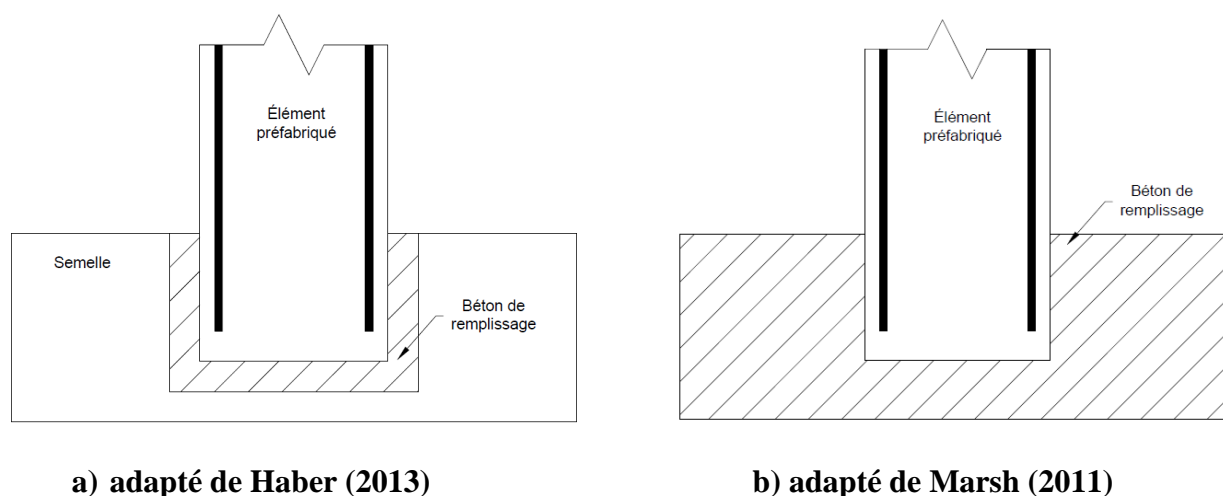 Élément
préfabriqué
Semelle
Béton de
remplissage
Élément
préfabriqué
Béton de
remplissage
a) adapté de Haber (2013)
b) adapté de Marsh (2011)